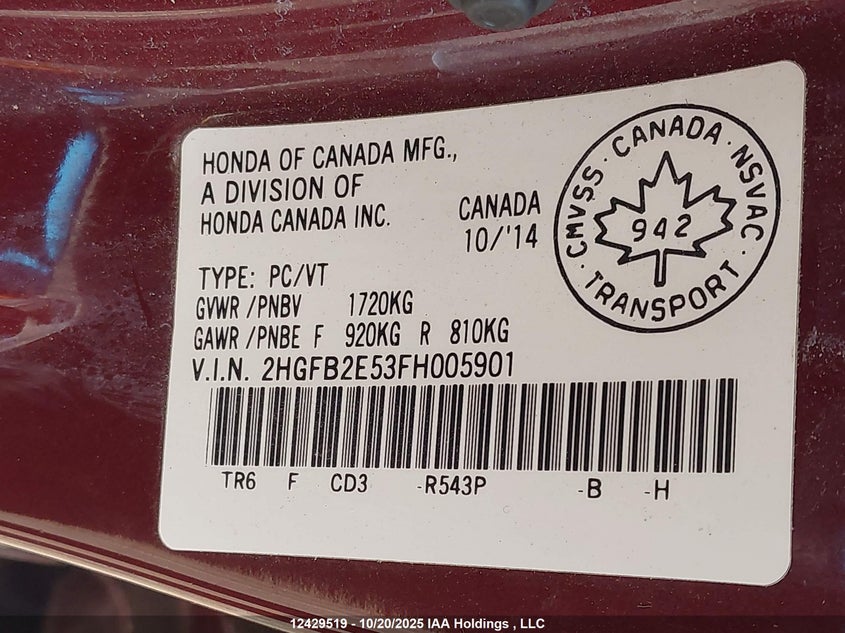 HONDA OF CANADA MFG.,
A DIVISION OF
HONDA CANADA INC.
CANADA
10/'14
CMVSS · CANADA · NSVAC · TRANSPORT ·
942
TYPE: PC/VT
GVWR /PNBV 1720KG
GAWR /PNBE F 920KG R 810KG
V.I.N. 2HGFB2E53FH005901
TR6 F CD3 -R543P -B -H
12429519 - 10/20/2025 IAA Holdings , LLC